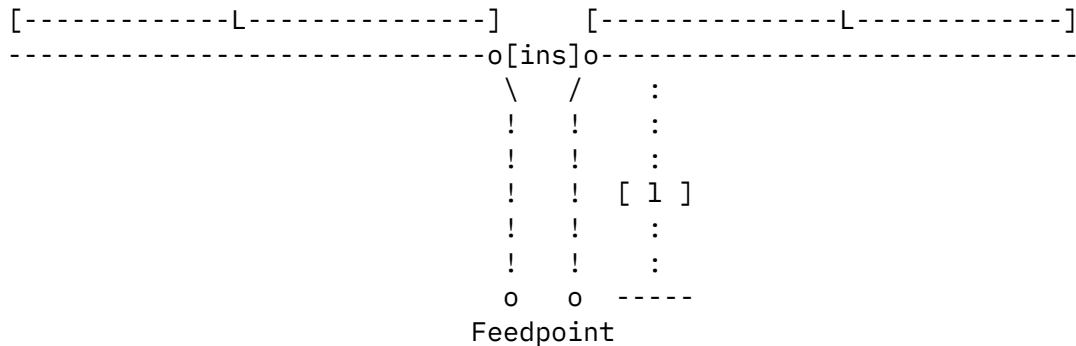 [-------------L---------------]      [---------------L-------------]
-------------------------------o[ins]o-------------------------------
                                \   /    :
                                !   !    :
                                !   !    :
                                !   !  [ l ]
                                !   !    :
                                !   !    :
                                o   o  -----
                              Feedpoint